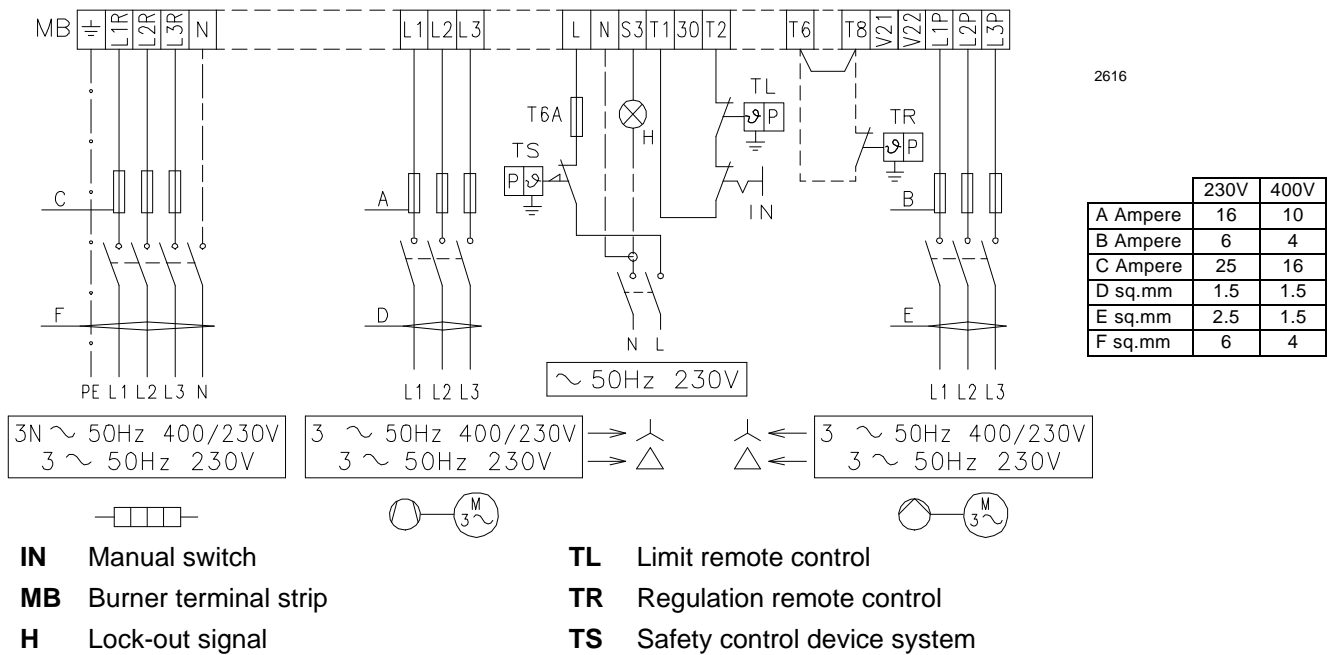 MB ⏚ L1R L2R L3R N L1 L2 L3 L N S3 T1 30 T2 T6 T8 V21 V22 L1P L2P L3P
2616
T6A H TL ϑ P
TS P ϑ
TR ϑ P
IN
C A B
F D E
N L
PE L1 L2 L3 N
L1 L2 L3
L1 L2 L3
~ 50Hz 230V
3N ~ 50Hz 400/230V
3 ~ 50Hz 230V
3 ~ 50Hz 400/230V
3 ~ 50Hz 230V
3 ~ 50Hz 400/230V
3 ~ 50Hz 230V
M
3~
M
3~
230V 400V
A Ampere 16 10
B Ampere 6 4
C Ampere 25 16
D sq.mm 1.5 1.5
E sq.mm 2.5 1.5
F sq.mm 6 4
IN Manual switch
MB Burner terminal strip
H Lock-out signal
TL Limit remote control
TR Regulation remote control
TS Safety control device system